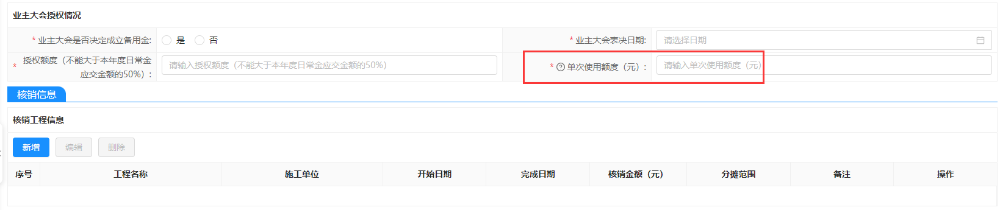 业主大会授权情况
* 业主大会是否决定成立备用金: 是 否 * 业主大会表决日期: 请选择日期
* 授权额度（不能大于本年度日常金
应交金额的50%）: 请输入授权额度（不能大于本年度日常金应交金额的50%） * ? 单次使用额度（元）: 请输入单次使用额度（元）
核销信息
核销工程信息
新增 编辑 删除
序号 工程名称 施工单位 开始日期 完成日期 核销金额（元） 分摊范围 备注 操作